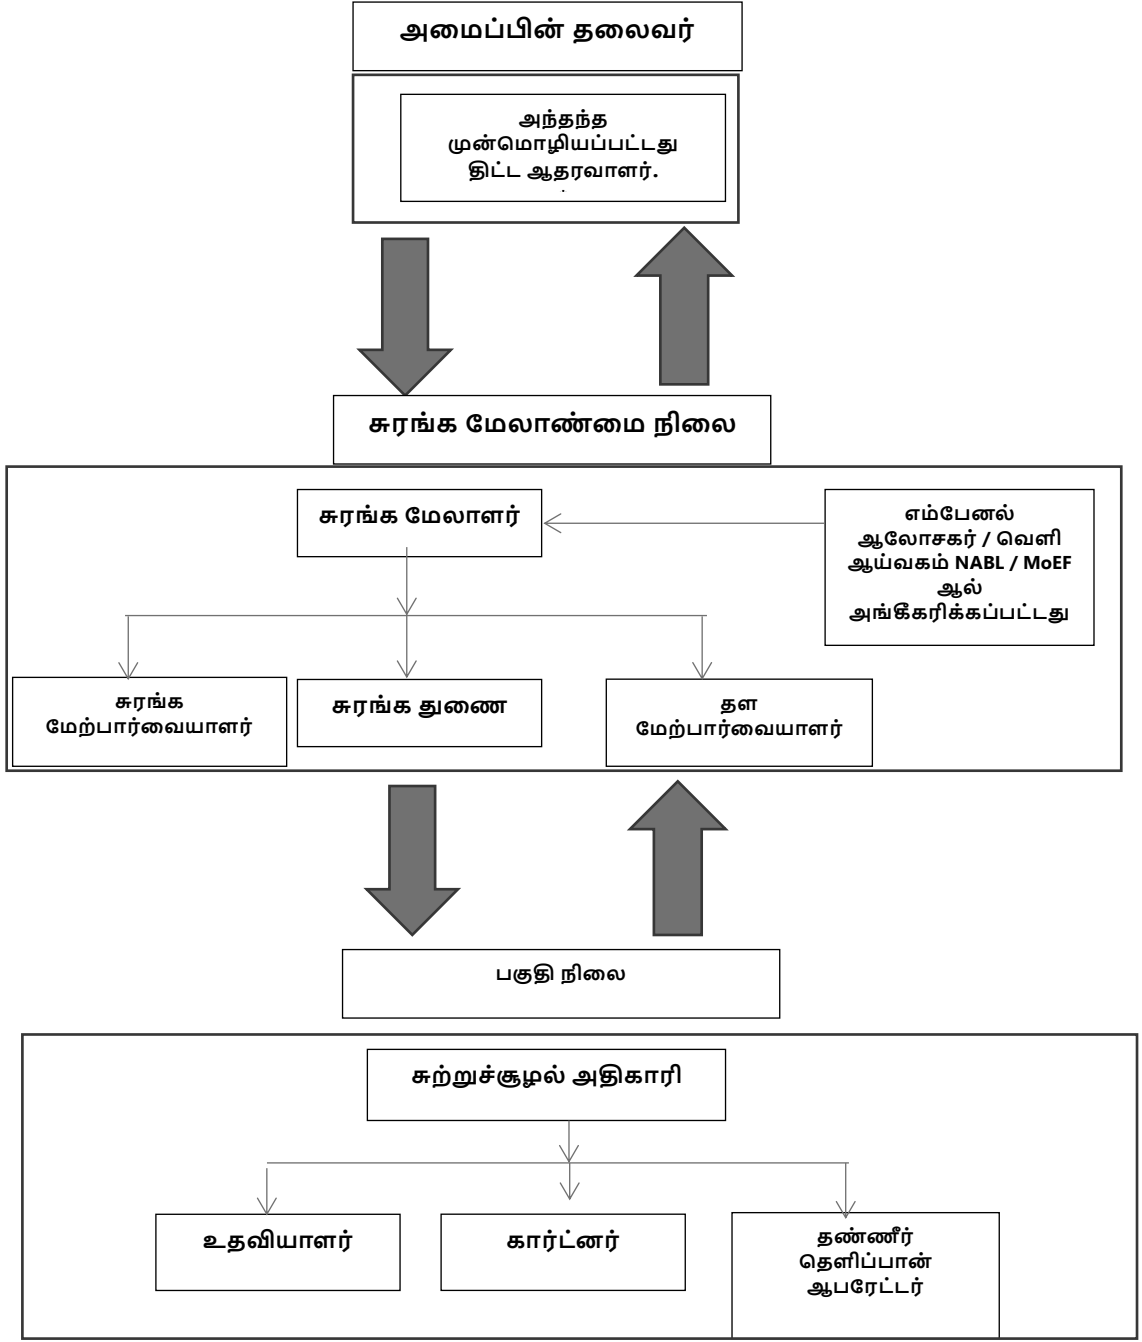 அமைப்பின் தலைவர்
அந்தந்த
முன்மொழியப்பட்டது
திட்ட ஆதரவாளர்.
.
சுரங்க மேலாண்மை நிலை
சுரங்க மேலாளர்
எம்பேனல்
ஆலோசகர் / வெளி
ஆய்வகம் NABL / MoEF
ஆல்
அங்கீகரிக்கப்பட்டது
சுரங்க
மேற்பார்வையாளர்
சுரங்க துணை
தள
மேற்பார்வையாளர்
பகுதி நிலை
சுற்றுச்சூழல் அதிகாரி
உதவியாளர்
கார்ட்னர்
தண்ணீர்
தெளிப்பான்
ஆபரேட்டர்